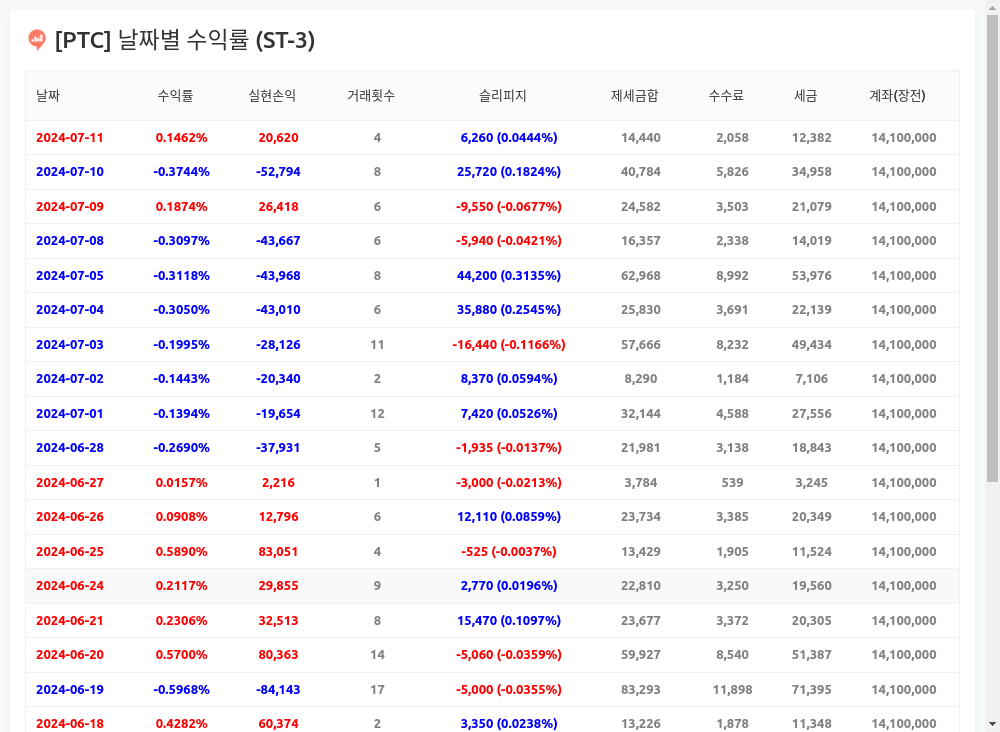 [PTC] 날짜별 수익률 (ST-3)
날짜 수익률 실현손익 거래횟수 슬리피지 제세금합 수수료 세금 계좌(장전)
2024-07-11 0.1462% 20,620 4 6,260 (0.0444%) 14,440 2,058 12,382 14,100,000
2024-07-10 -0.3744% -52,794 8 25,720 (0.1824%) 40,784 5,826 34,958 14,100,000
2024-07-09 0.1874% 26,418 6 -9,550 (-0.0677%) 24,582 3,503 21,079 14,100,000
2024-07-08 -0.3097% -43,667 6 -5,940 (-0.0421%) 16,357 2,338 14,019 14,100,000
2024-07-05 -0.3118% -43,968 8 44,200 (0.3135%) 62,968 8,992 53,976 14,100,000
2024-07-04 -0.3050% -43,010 6 35,880 (0.2545%) 25,830 3,691 22,139 14,100,000
2024-07-03 -0.1995% -28,126 11 -16,440 (-0.1166%) 57,666 8,232 49,434 14,100,000
2024-07-02 -0.1443% -20,340 2 8,370 (0.0594%) 8,290 1,184 7,106 14,100,000
2024-07-01 -0.1394% -19,654 12 7,420 (0.0526%) 32,144 4,588 27,556 14,100,000
2024-06-28 -0.2690% -37,931 5 -1,935 (-0.0137%) 21,981 3,138 18,843 14,100,000
2024-06-27 0.0157% 2,216 1 -3,000 (-0.0213%) 3,784 539 3,245 14,100,000
2024-06-26 0.0908% 12,796 6 12,110 (0.0859%) 23,734 3,385 20,349 14,100,000
2024-06-25 0.5890% 83,051 4 -525 (-0.0037%) 13,429 1,905 11,524 14,100,000
2024-06-24 0.2117% 29,855 9 2,770 (0.0196%) 22,810 3,250 19,560 14,100,000
2024-06-21 0.2306% 32,513 8 15,470 (0.1097%) 23,677 3,372 20,305 14,100,000
2024-06-20 0.5700% 80,363 14 -5,060 (-0.0359%) 59,927 8,540 51,387 14,100,000
2024-06-19 -0.5968% -84,143 17 -5,000 (-0.0355%) 83,293 11,898 71,395 14,100,000
2024-06-18 0.4282% 60,374 2 3,350 (0.0238%) 13,226 1,878 11,348 14,100,000